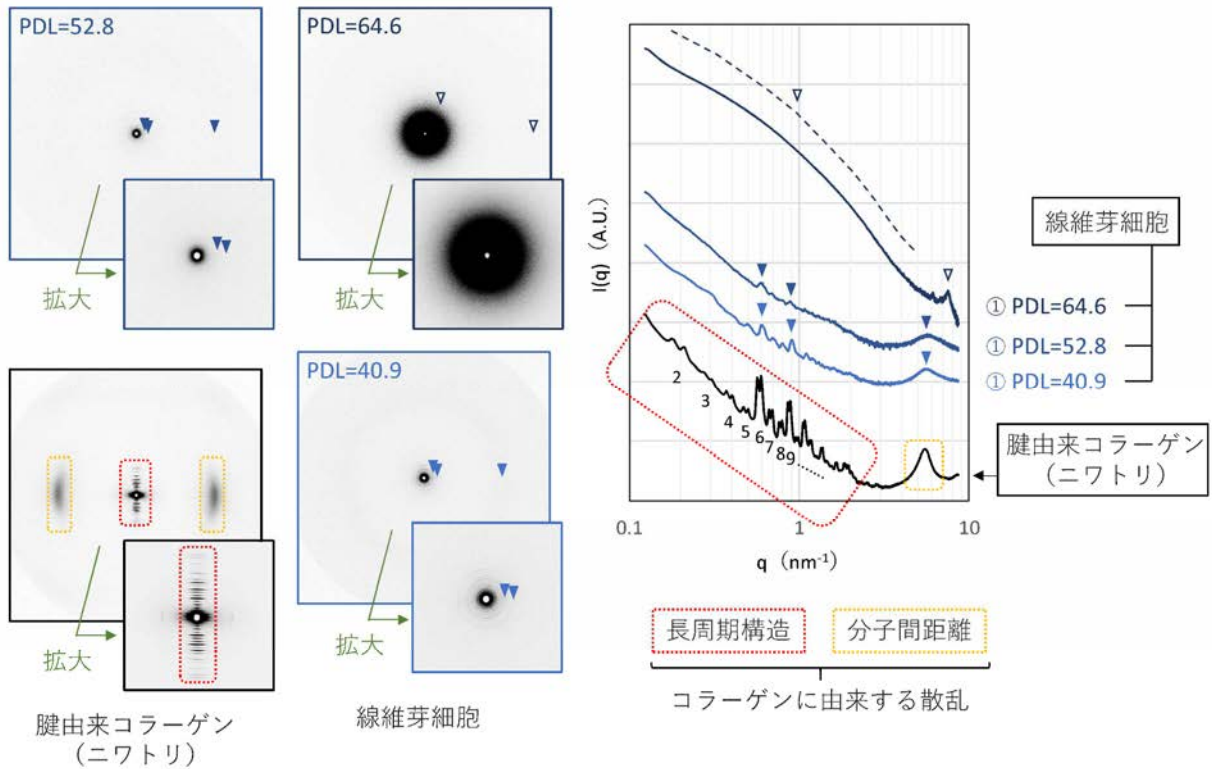 PDL=52.8
拡大
PDL=64.6
拡大
腱由来コラーゲン
（ニワトリ）
拡大
PDL=40.9
拡大
線維芽細胞
I(q) (A.U.)
2
3
4
5
6
7
8
9
0.1
1
10
q (nm⁻¹)
線維芽細胞
① PDL=64.6
① PDL=52.8
① PDL=40.9
腱由来コラーゲン
（ニワトリ）
長周期構造
分子間距離
コラーゲンに由来する散乱